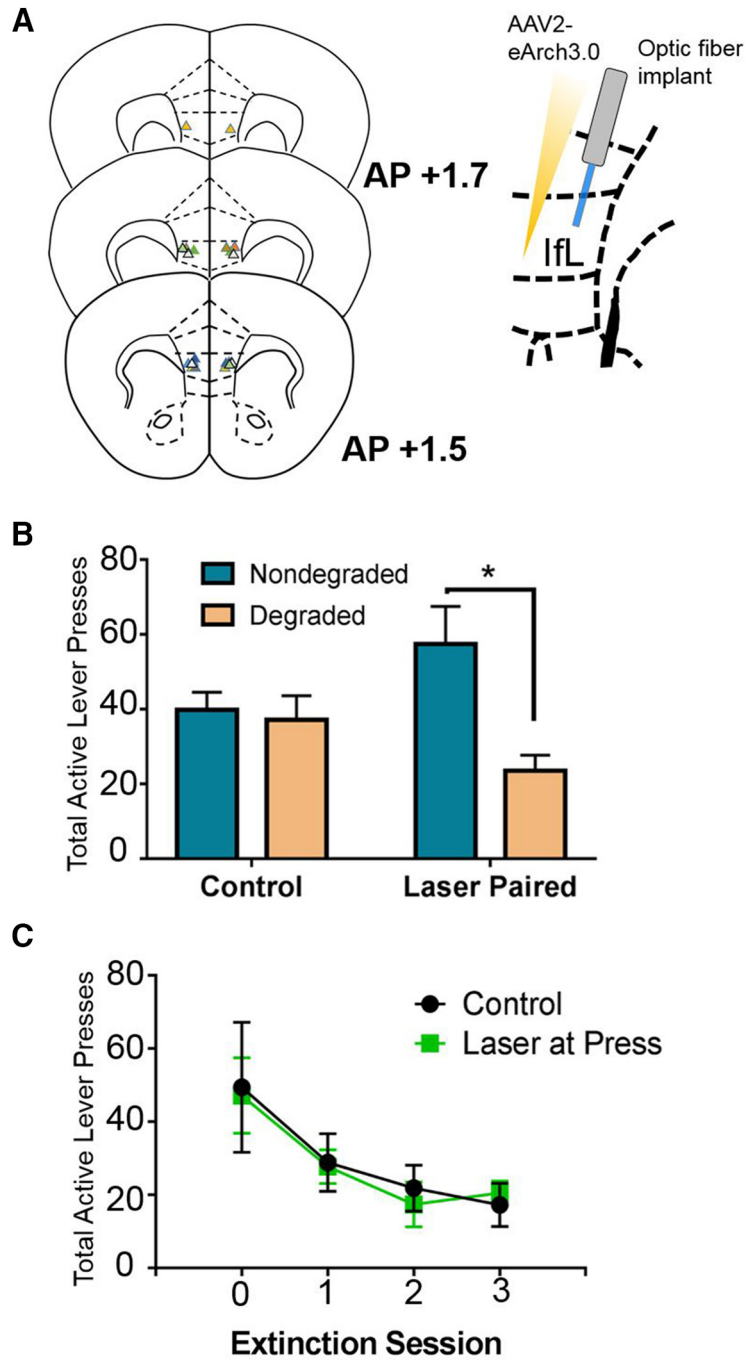 A
AAV2-
eArch3.0
Optic fiber
implant
AP +1.7
IfL
AP +1.5
B
Total Active Lever Presses
80
60
40
20
0
Nondegraded
Degraded
*
Control
Laser Paired
C
Total Active Lever Presses
80
60
40
20
0
Control
Laser at Press
0 1 2 3
Extinction Session